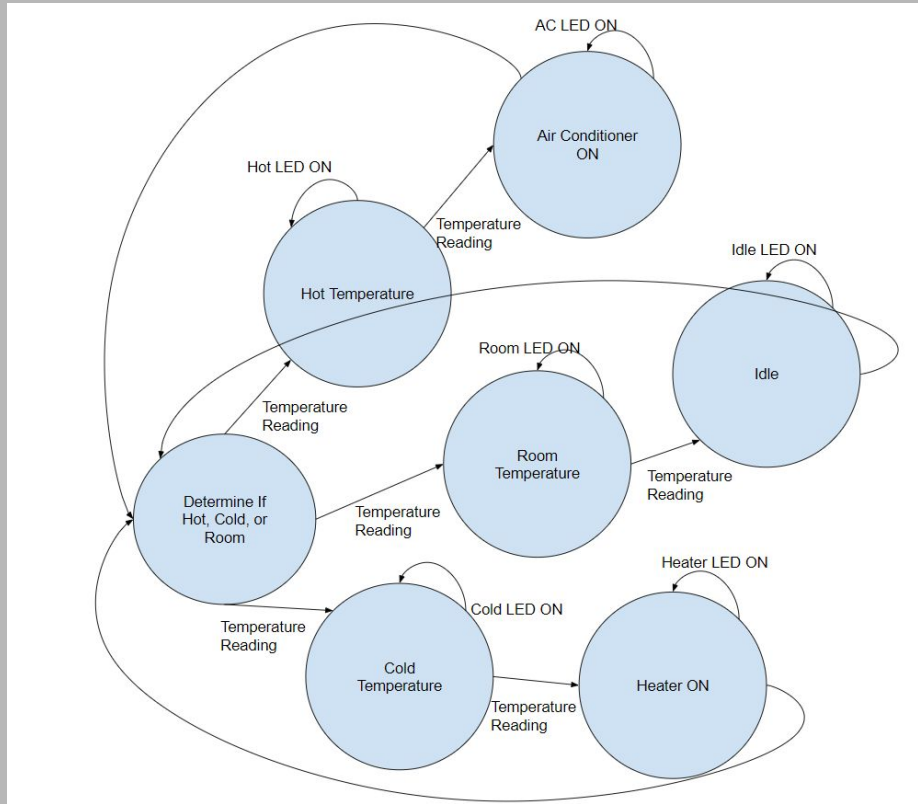 AC LED ON
Air Conditioner
ON
Hot LED ON
Temperature
Reading
Hot Temperature
Idle LED ON
Idle
Room LED ON
Temperature
Reading
Room
Temperature
Temperature
Reading
Determine If
Hot, Cold, or
Room
Temperature
Reading
Heater LED ON
Cold LED ON
Temperature
Reading
Cold
Temperature
Heater ON
Temperature
Reading